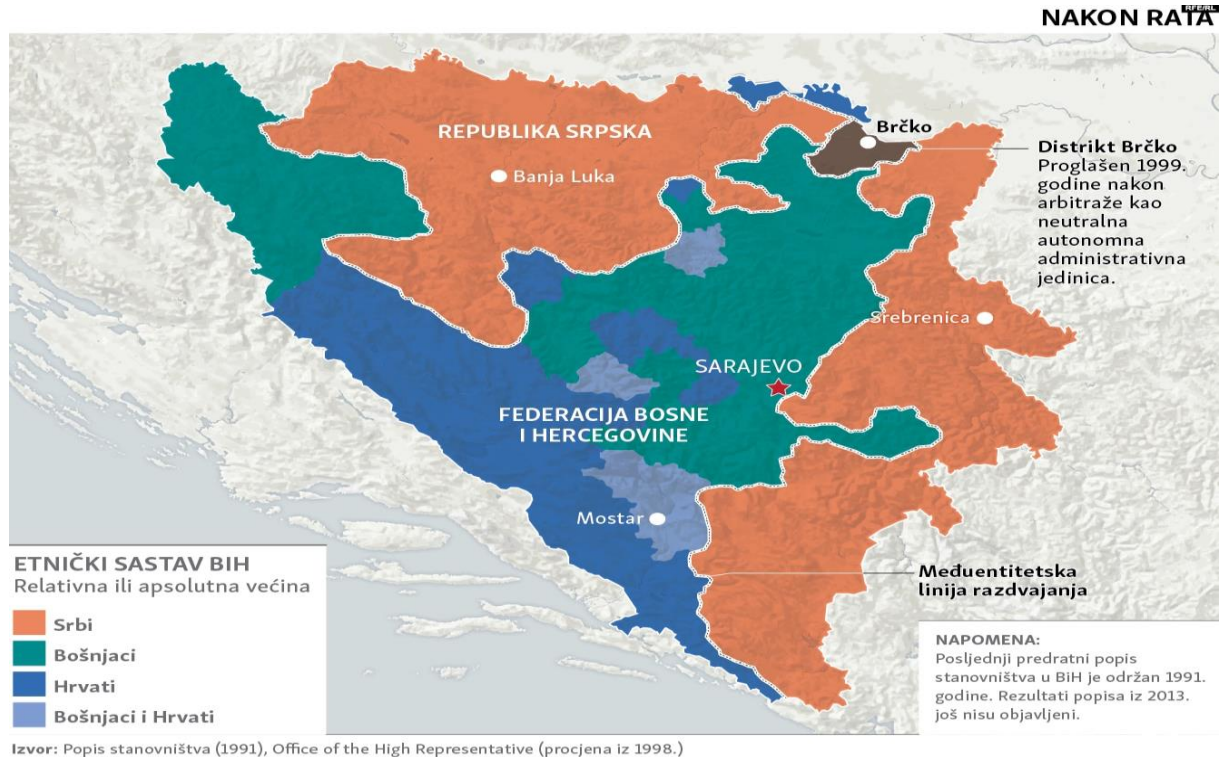 RFE/RL
NAKON RATA
REPUBLIKA SRPSKA
Banja Luka
Brčko
Distrikt Brčko
Proglašen 1999.
godine nakon
arbitraže kao
neutralna
autonomna
administrativna
jedinica.
Srebrenica
SARAJEVO
FEDERACIJA BOSNE
I HERCEGOVINE
Mostar
Međuentitetska
linija razdvajanja
ETNIČKI SASTAV BIH
Relativna ili apsolutna većina
Srbi
Bošnjaci
Hrvati
Bošnjaci i Hrvati
NAPOMENA:
Posljednji predratni popis
stanovništva u BiH je održan 1991.
godine. Rezultati popisa iz 2013.
još nisu objavljeni.
Izvor: Popis stanovništva (1991), Office of the High Representative (procjena iz 1998.)